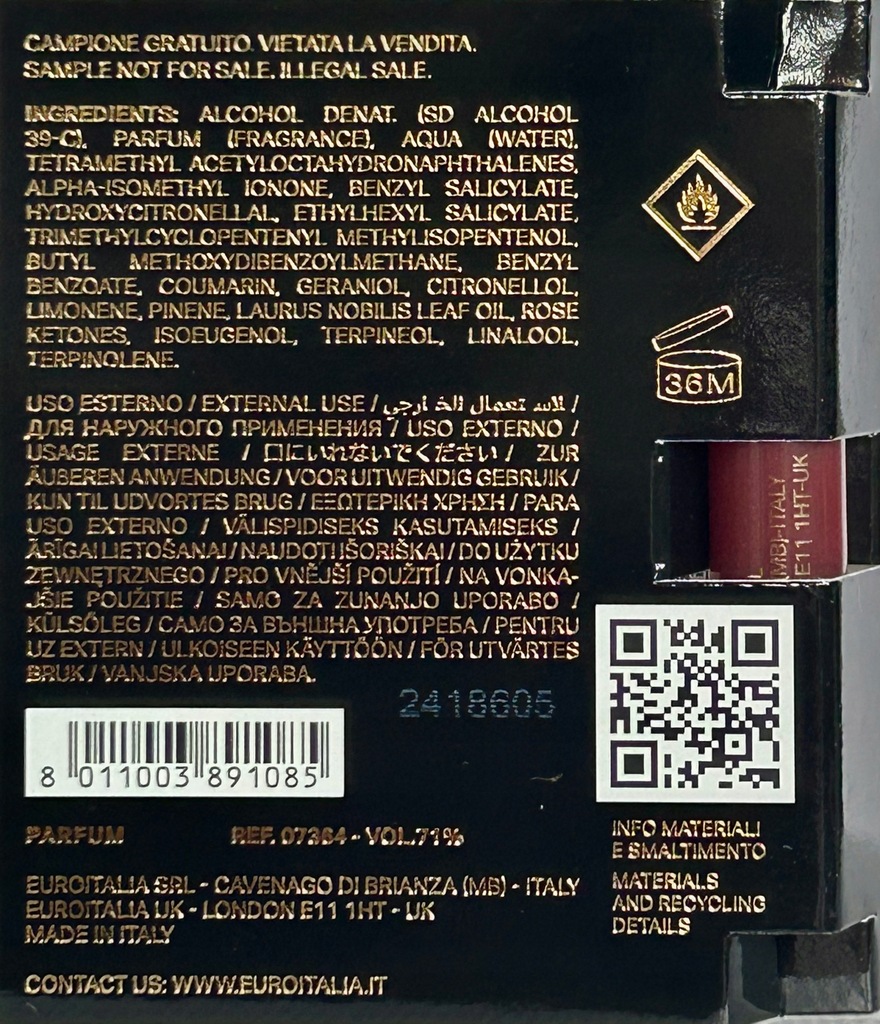 CAMPIONE GRATUITO. VIETATA LA VENDITA.
SAMPLE NOT FOR SALE. ILLEGAL SALE.
INGREDIENTS: ALCOHOL DENAT. (SD ALCOHOL
39-C), PARFUM (FRAGRANCE), AQUA (WATER),
TETRAMETHYL ACETYLOCTAHYDRONAPHTHALENES,
ALPHA-ISOMETHYL IONONE, BENZYL SALICYLATE,
HYDROXYCITRONELLAL, ETHYLHEXYL SALICYLATE,
TRIMETHYLCYCLOPENTENYL METHYLISOPENTENOL,
BUTYL METHOXYDIBENZOYLMETHANE, BENZYL
BENZOATE, COUMARIN, GERANIOL, CITRONELLOL,
LIMONENE, PINENE, LAURUS NOBILIS LEAF OIL, ROSE
KETONES, ISOEUGENOL, TERPINEOL, LINALOOL,
TERPINOLENE.
USO ESTERNO / EXTERNAL USE / للاستعمال الخارجي /
ДЛЯ НАРУЖНОГО ПРИМЕНЕНИЯ / USO EXTERNO /
USAGE EXTERNE / 口にいれないでください / ZUR
ÄUßEREN ANWENDUNG / VOOR UITWENDIG GEBRUIK /
KUN TIL UDVORTES BRUG / ΕΞΩΤΕΡΙΚΗ ΧΡΗΣΗ / PARA
USO EXTERNO / VÄLISPIDISEKS KASUTAMISEKS /
ĀRĪGAI LIETOŠANAI / NAUDOTI IŠORIŠKAI / DO UŻYTKU
ZEWNĘTRZNEGO / PRO VNĚJŠÍ POUŽITÍ / NA VONKA-
JŠIE POUŽITIE / SAMO ZA ZUNANJO UPORABO /
KÜLSŐLEG / САМО ЗА ВЪНШНА УПОТРЕБА / PENTRU
UZ EXTERN / ULKOISEEN KÄYTTÖÖN / FÖR UTVÄRTES
BRUK / VANJSKA UPORABA.
2418605
8 011003 891085
PARFUM REF. 07364 - VOL.71%
EUROITALIA SRL - CAVENAGO DI BRIANZA (MB) - ITALY
EUROITALIA UK - LONDON E11 1HT - UK
MADE IN ITALY
CONTACT US: WWW.EUROITALIA.IT
36M
(MB)-ITALY
E11 1HT-UK
INFO MATERIALI
E SMALTIMENTO
MATERIALS
AND RECYCLING
DETAILS